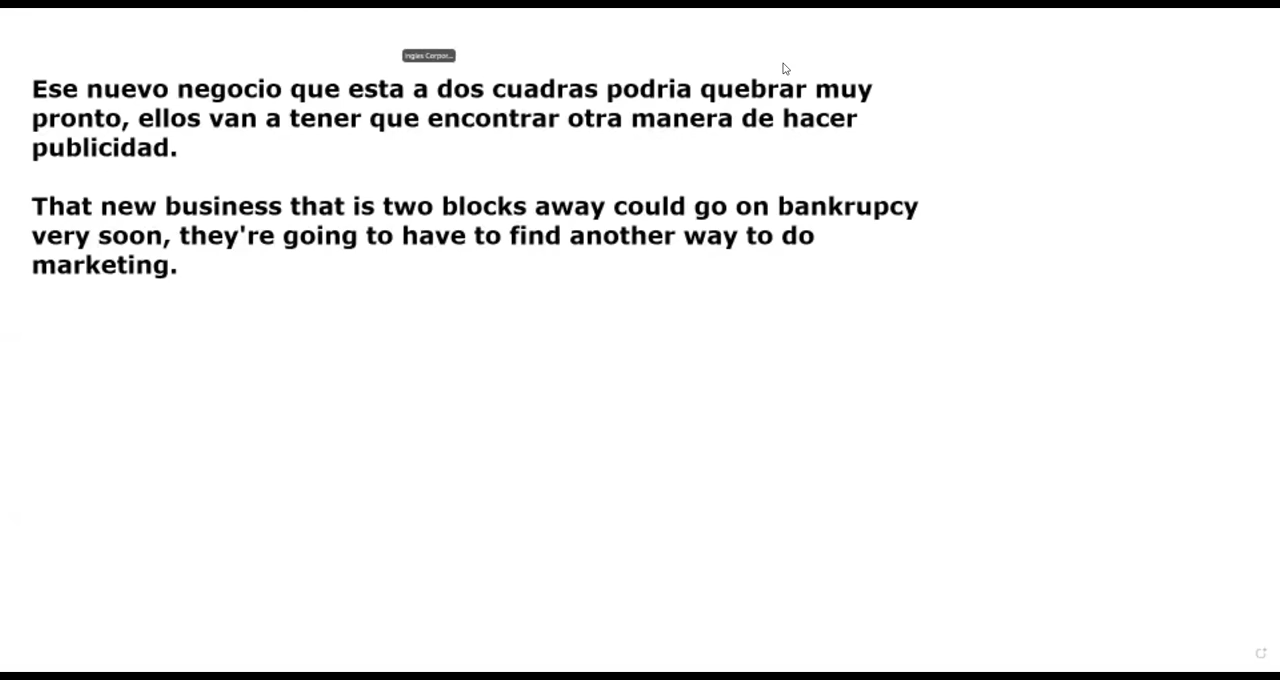 Ingles Corpor...
Ese nuevo negocio que esta a dos cuadras podria quebrar muy
pronto, ellos van a tener que encontrar otra manera de hacer
publicidad.
That new business that is two blocks away could go on bankrupcy
very soon, they're going to have to find another way to do
marketing.